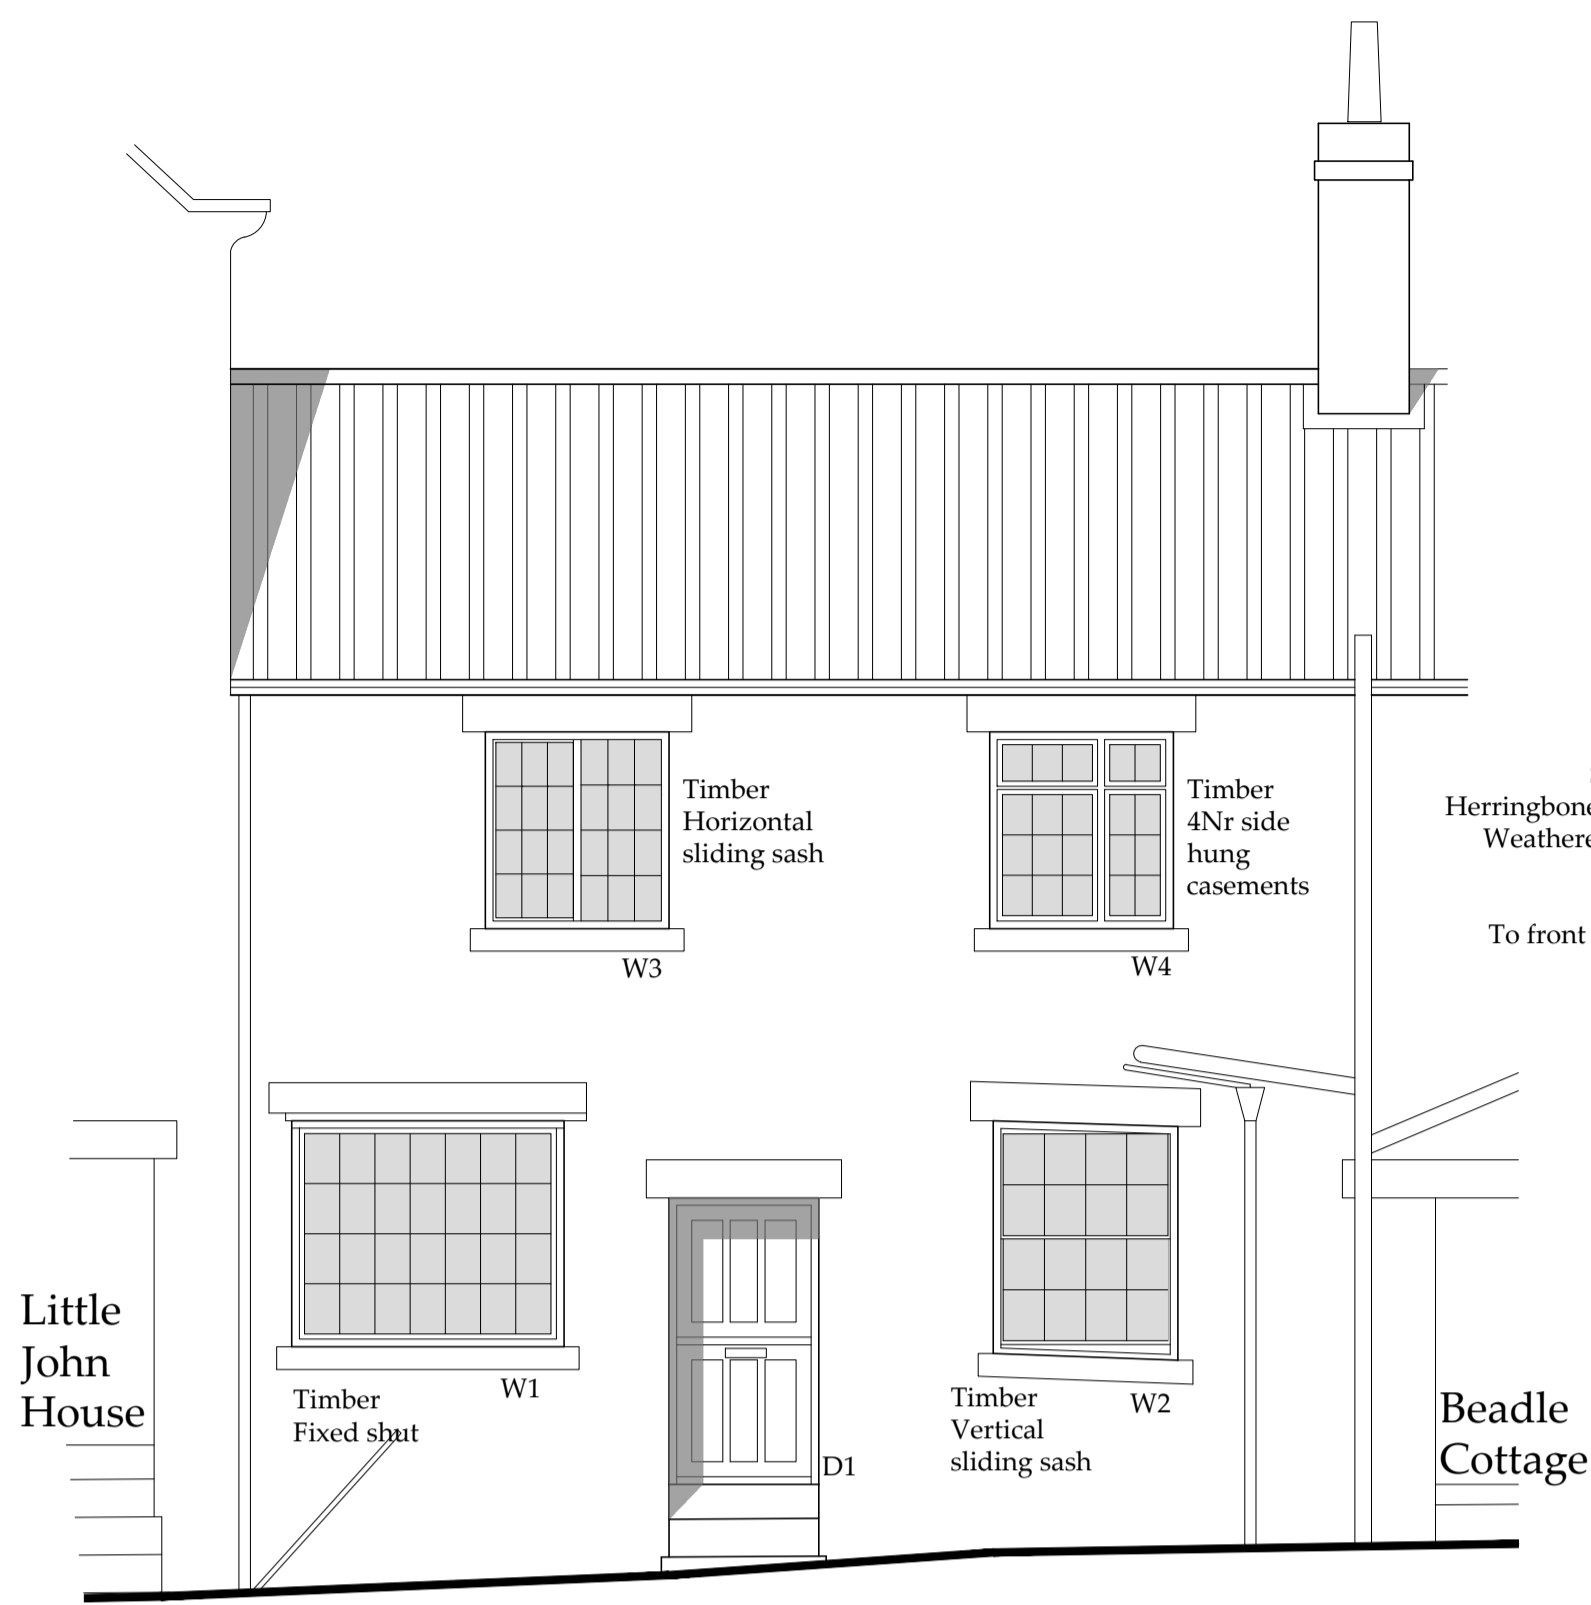 Timber
Horizontal
sliding sash
W3
Timber
4Nr side
hung
casements
W4
Herringbone
Weathere
To front
Little
John
House
Timber
Fixed shut
W1
D1
Timber
Vertical
sliding sash
W2
Beadle
Cottage